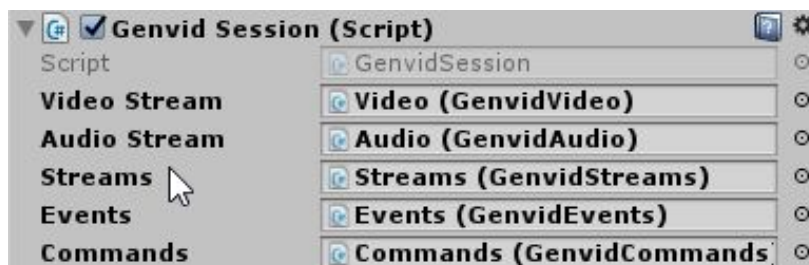 Genvid Session (Script)
Script GenvidSession
Video Stream Video (GenvidVideo)
Audio Stream Audio (GenvidAudio)
Streams Streams (GenvidStreams)
Events Events (GenvidEvents)
Commands Commands (GenvidCommands)